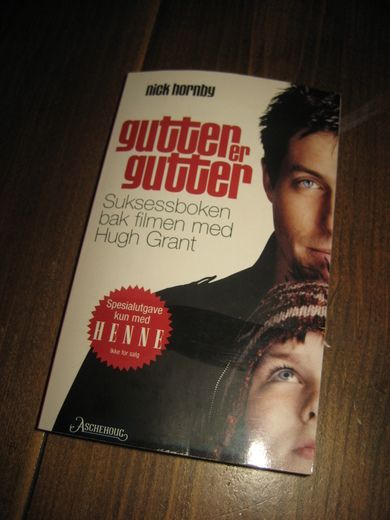 nick hornby
gutter er
gutter
Suksessboken
bak filmen med
Hugh Grant
Spesialutgave
kun med
HENNE
ikke for salg
ASCHEHOUG